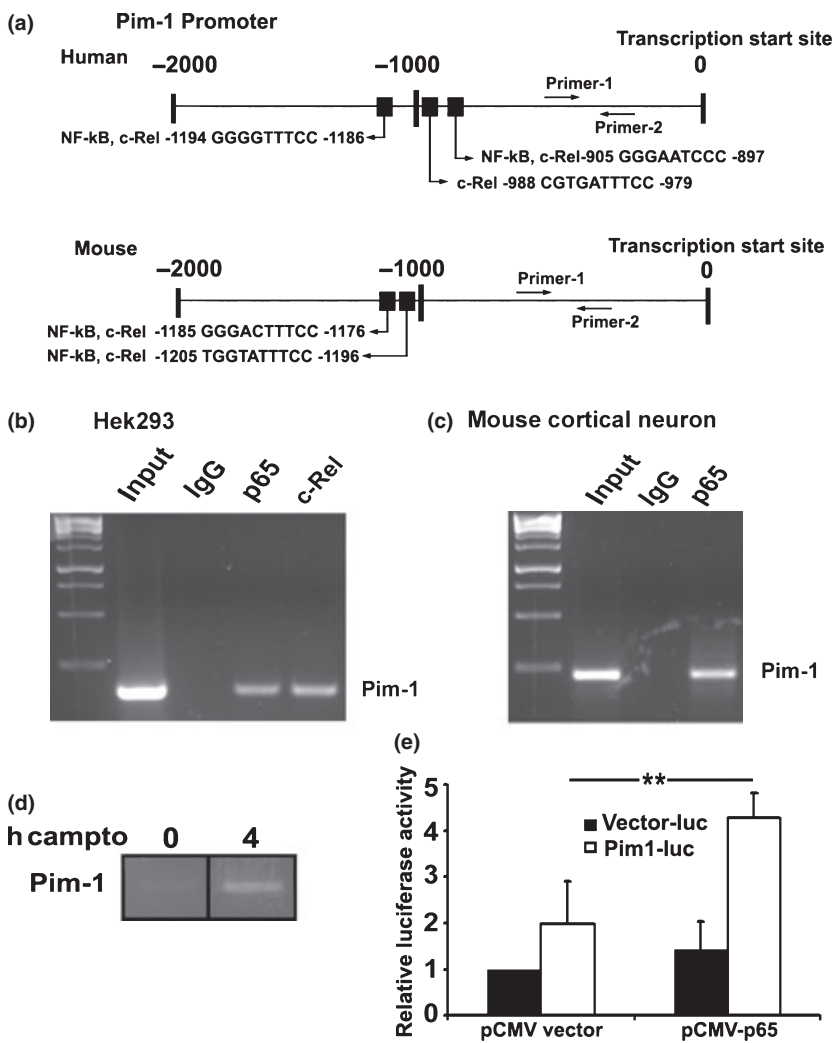 (a)
Pim-1 Promoter
Human
Transcription start site
–2000
–1000
0
Primer-1
Primer-2
NF-kB, c-Rel -1194 GGGGTTTCC -1186
NF-kB, c-Rel-905 GGGAATCCC -897
c-Rel -988 CGTGATTTCC -979
Mouse
Transcription start site
–2000
–1000
0
Primer-1
Primer-2
NF-kB, c-Rel -1185 GGGACTTTCC -1176
NF-kB, c-Rel -1205 TGGTATTTCC -1196
(b)
Hek293
Input
IgG
p65
c-Rel
Pim-1
(c)
Mouse cortical neuron
Input
IgG
p65
Pim-1
(d)
h campto
0
4
Pim-1
(e)
Relative luciferase activity
5
4
3
2
1
0
**
Vector-luc
Pim1-luc
pCMV vector
pCMV-p65